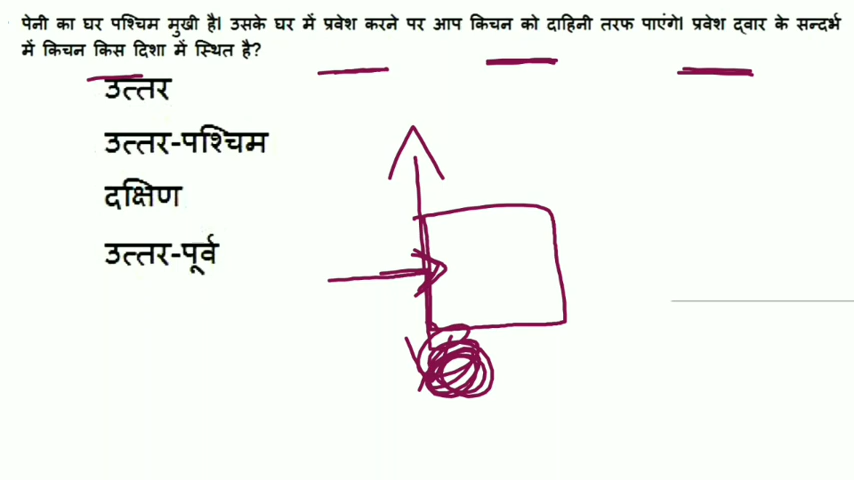 पेनी का घर पश्चिम मुखी है। उसके घर में प्रवेश करने पर आप किचन को दाहिनी तरफ पाएंगे। प्रवेश द्वार के सन्दर्भ
में किचन किस दिशा में स्थित है?
उत्तर
उत्तर-पश्चिम
दक्षिण
उत्तर-पूर्व